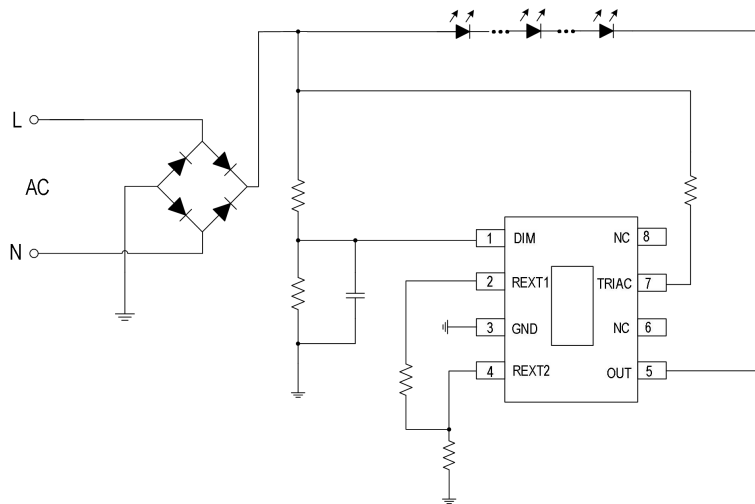 L
AC
N
1 DIM NC 8
2 REXT1 TRIAC 7
3 GND NC 6
4 REXT2 OUT 5